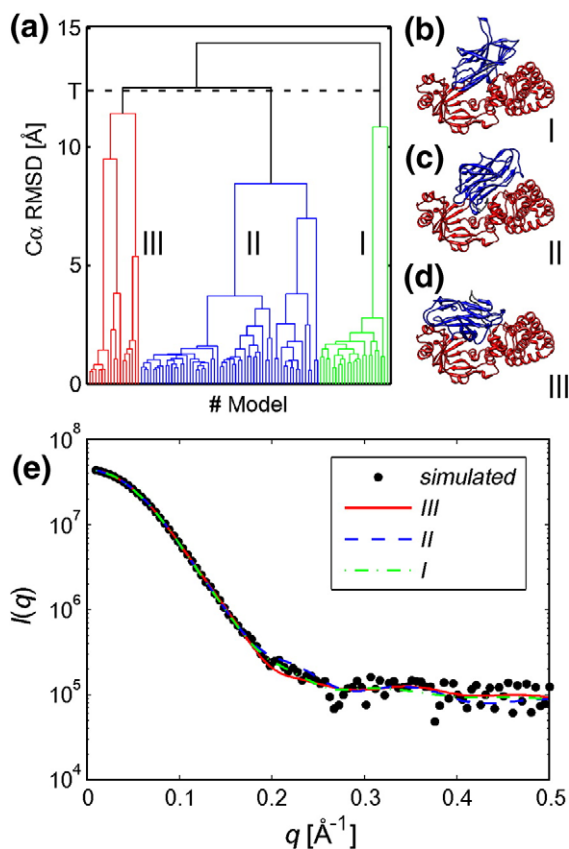 (a)
15
T
10
5
0
Cα RMSD [Å]
III
II
I
# Model
(b)
I
(c)
II
(d)
III
(e)
10^8
10^7
10^6
10^5
10^4
I(q)
simulated
III
II
I
0
0.1
0.2
0.3
0.4
0.5
q [Å^-1]